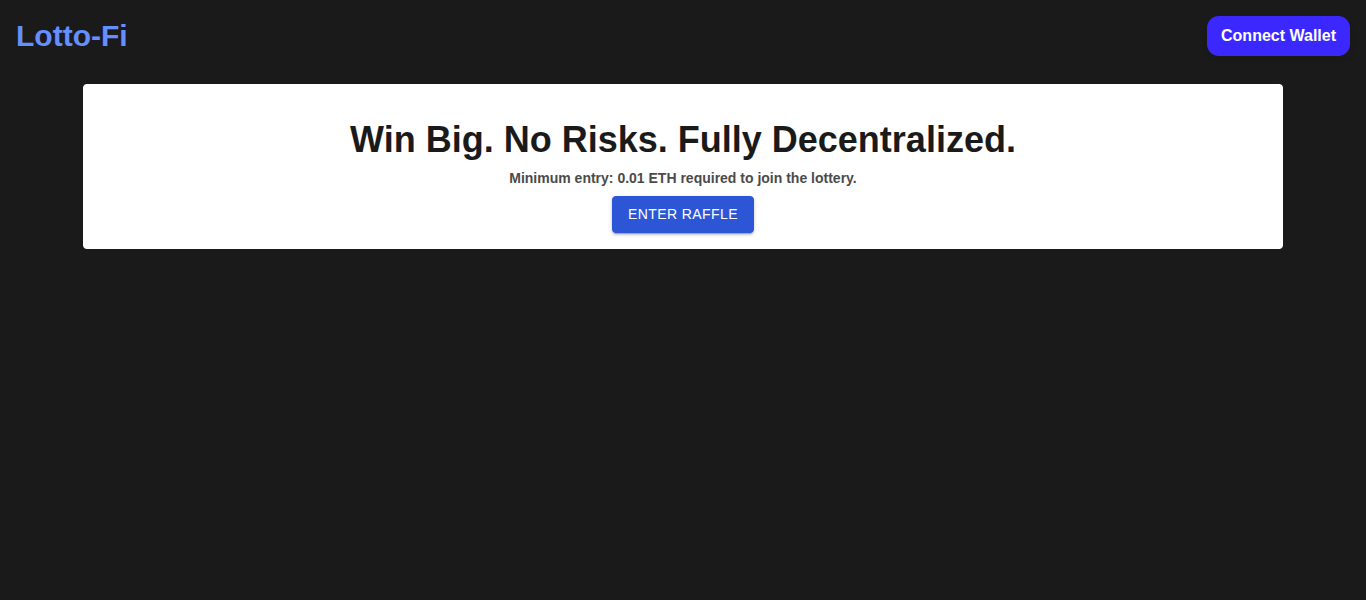 Lotto-Fi
Connect Wallet
Win Big. No Risks. Fully Decentralized.
Minimum entry: 0.01 ETH required to join the lottery.
ENTER RAFFLE